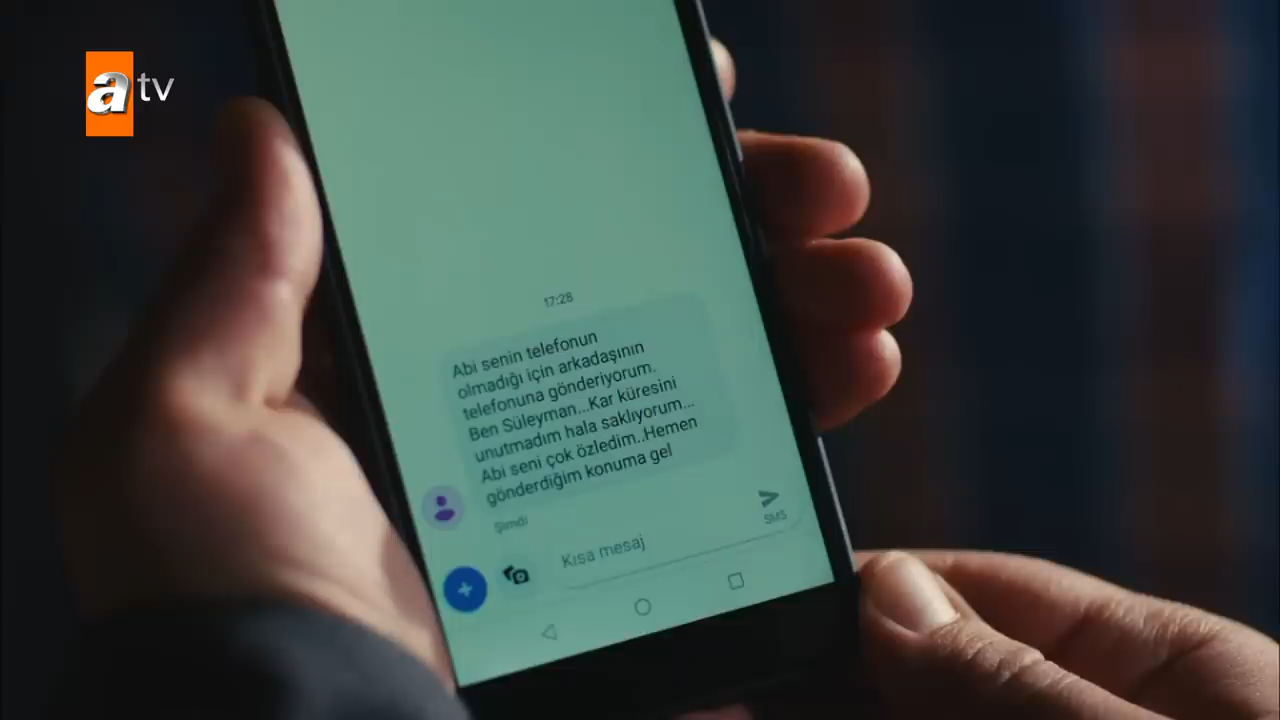 atv
17:28
Abi senin telefonun
olmadığı için arkadaşının
telefonuna gönderiyorum.
Ben Süleyman...Kar küresini
unutmadım hala saklıyorum...
Abi seni çok özledim..Hemen
gönderdiğim konuma gel
Şimdi
Kısa mesaj
SMS